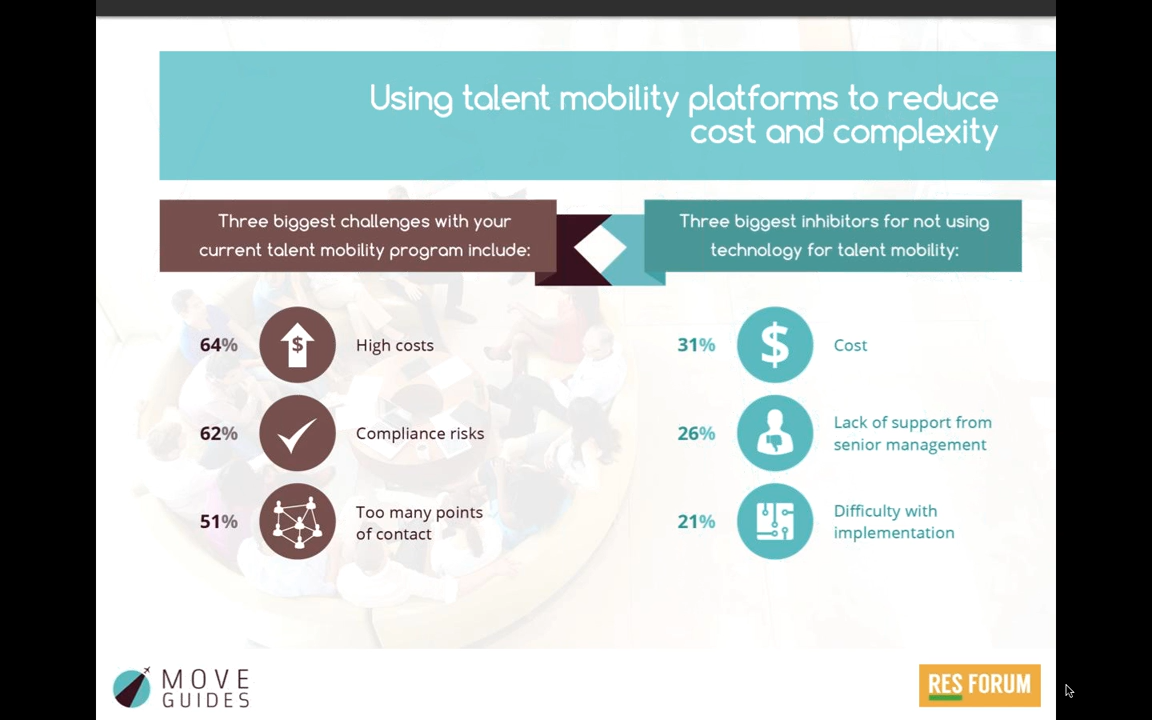 Using talent mobility platforms to reduce
cost and complexity
Three biggest challenges with your
current talent mobility program include:
64% High costs
62% Compliance risks
51% Too many points
of contact
Three biggest inhibitors for not using
technology for talent mobility:
31% Cost
26% Lack of support from
senior management
21% Difficulty with
implementation
MOVE
GUIDES
RES FORUM